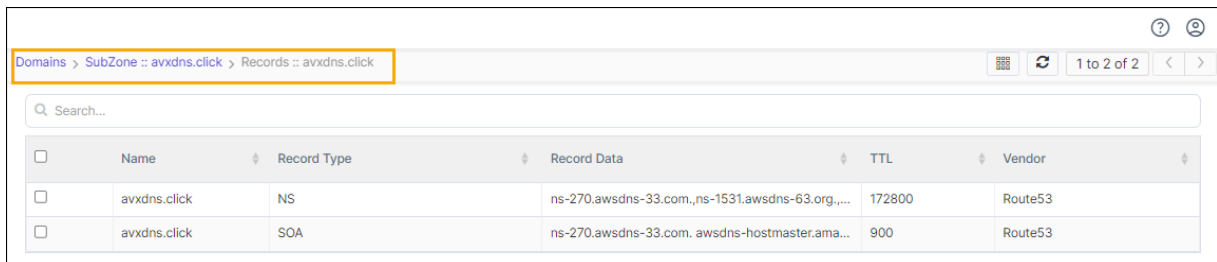 Domains > SubZone :: avxdns.click > Records :: avxdns.click 1 to 2 of 2
Search...
Name Record Type Record Data TTL Vendor
avxdns.click NS ns-270.awsdns-33.com.,ns-1531.awsdns-63.org.,... 172800 Route53
avxdns.click SOA ns-270.awsdns-33.com. awsdns-hostmaster.ama... 900 Route53